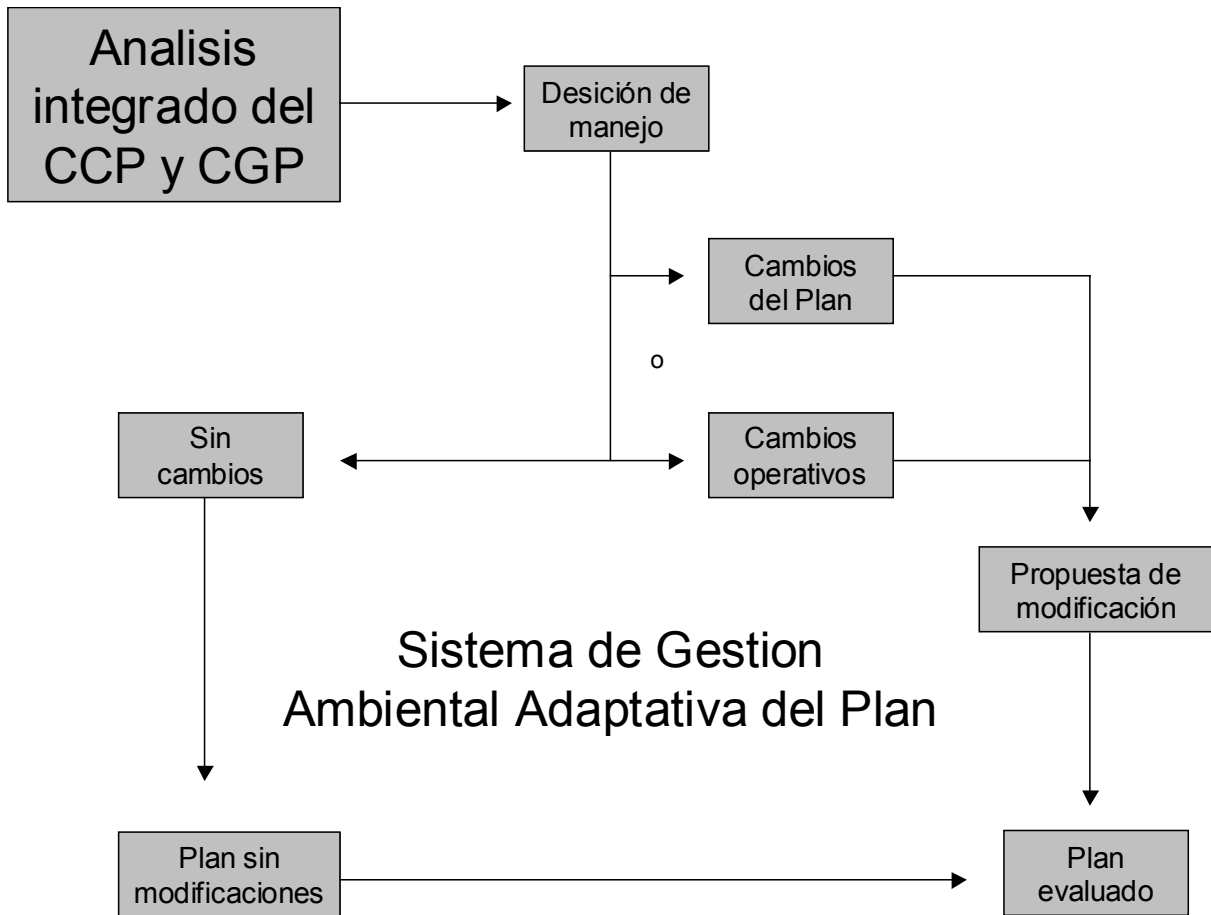 Analisis
integrado del
CCP y CGP
Desición de
manejo
Cambios
del Plan
o
Sin
cambios
Cambios
operativos
Propuesta de
modificación
Sistema de Gestion
Ambiental Adaptativa del Plan
Plan sin
modificaciones
Plan
evaluado